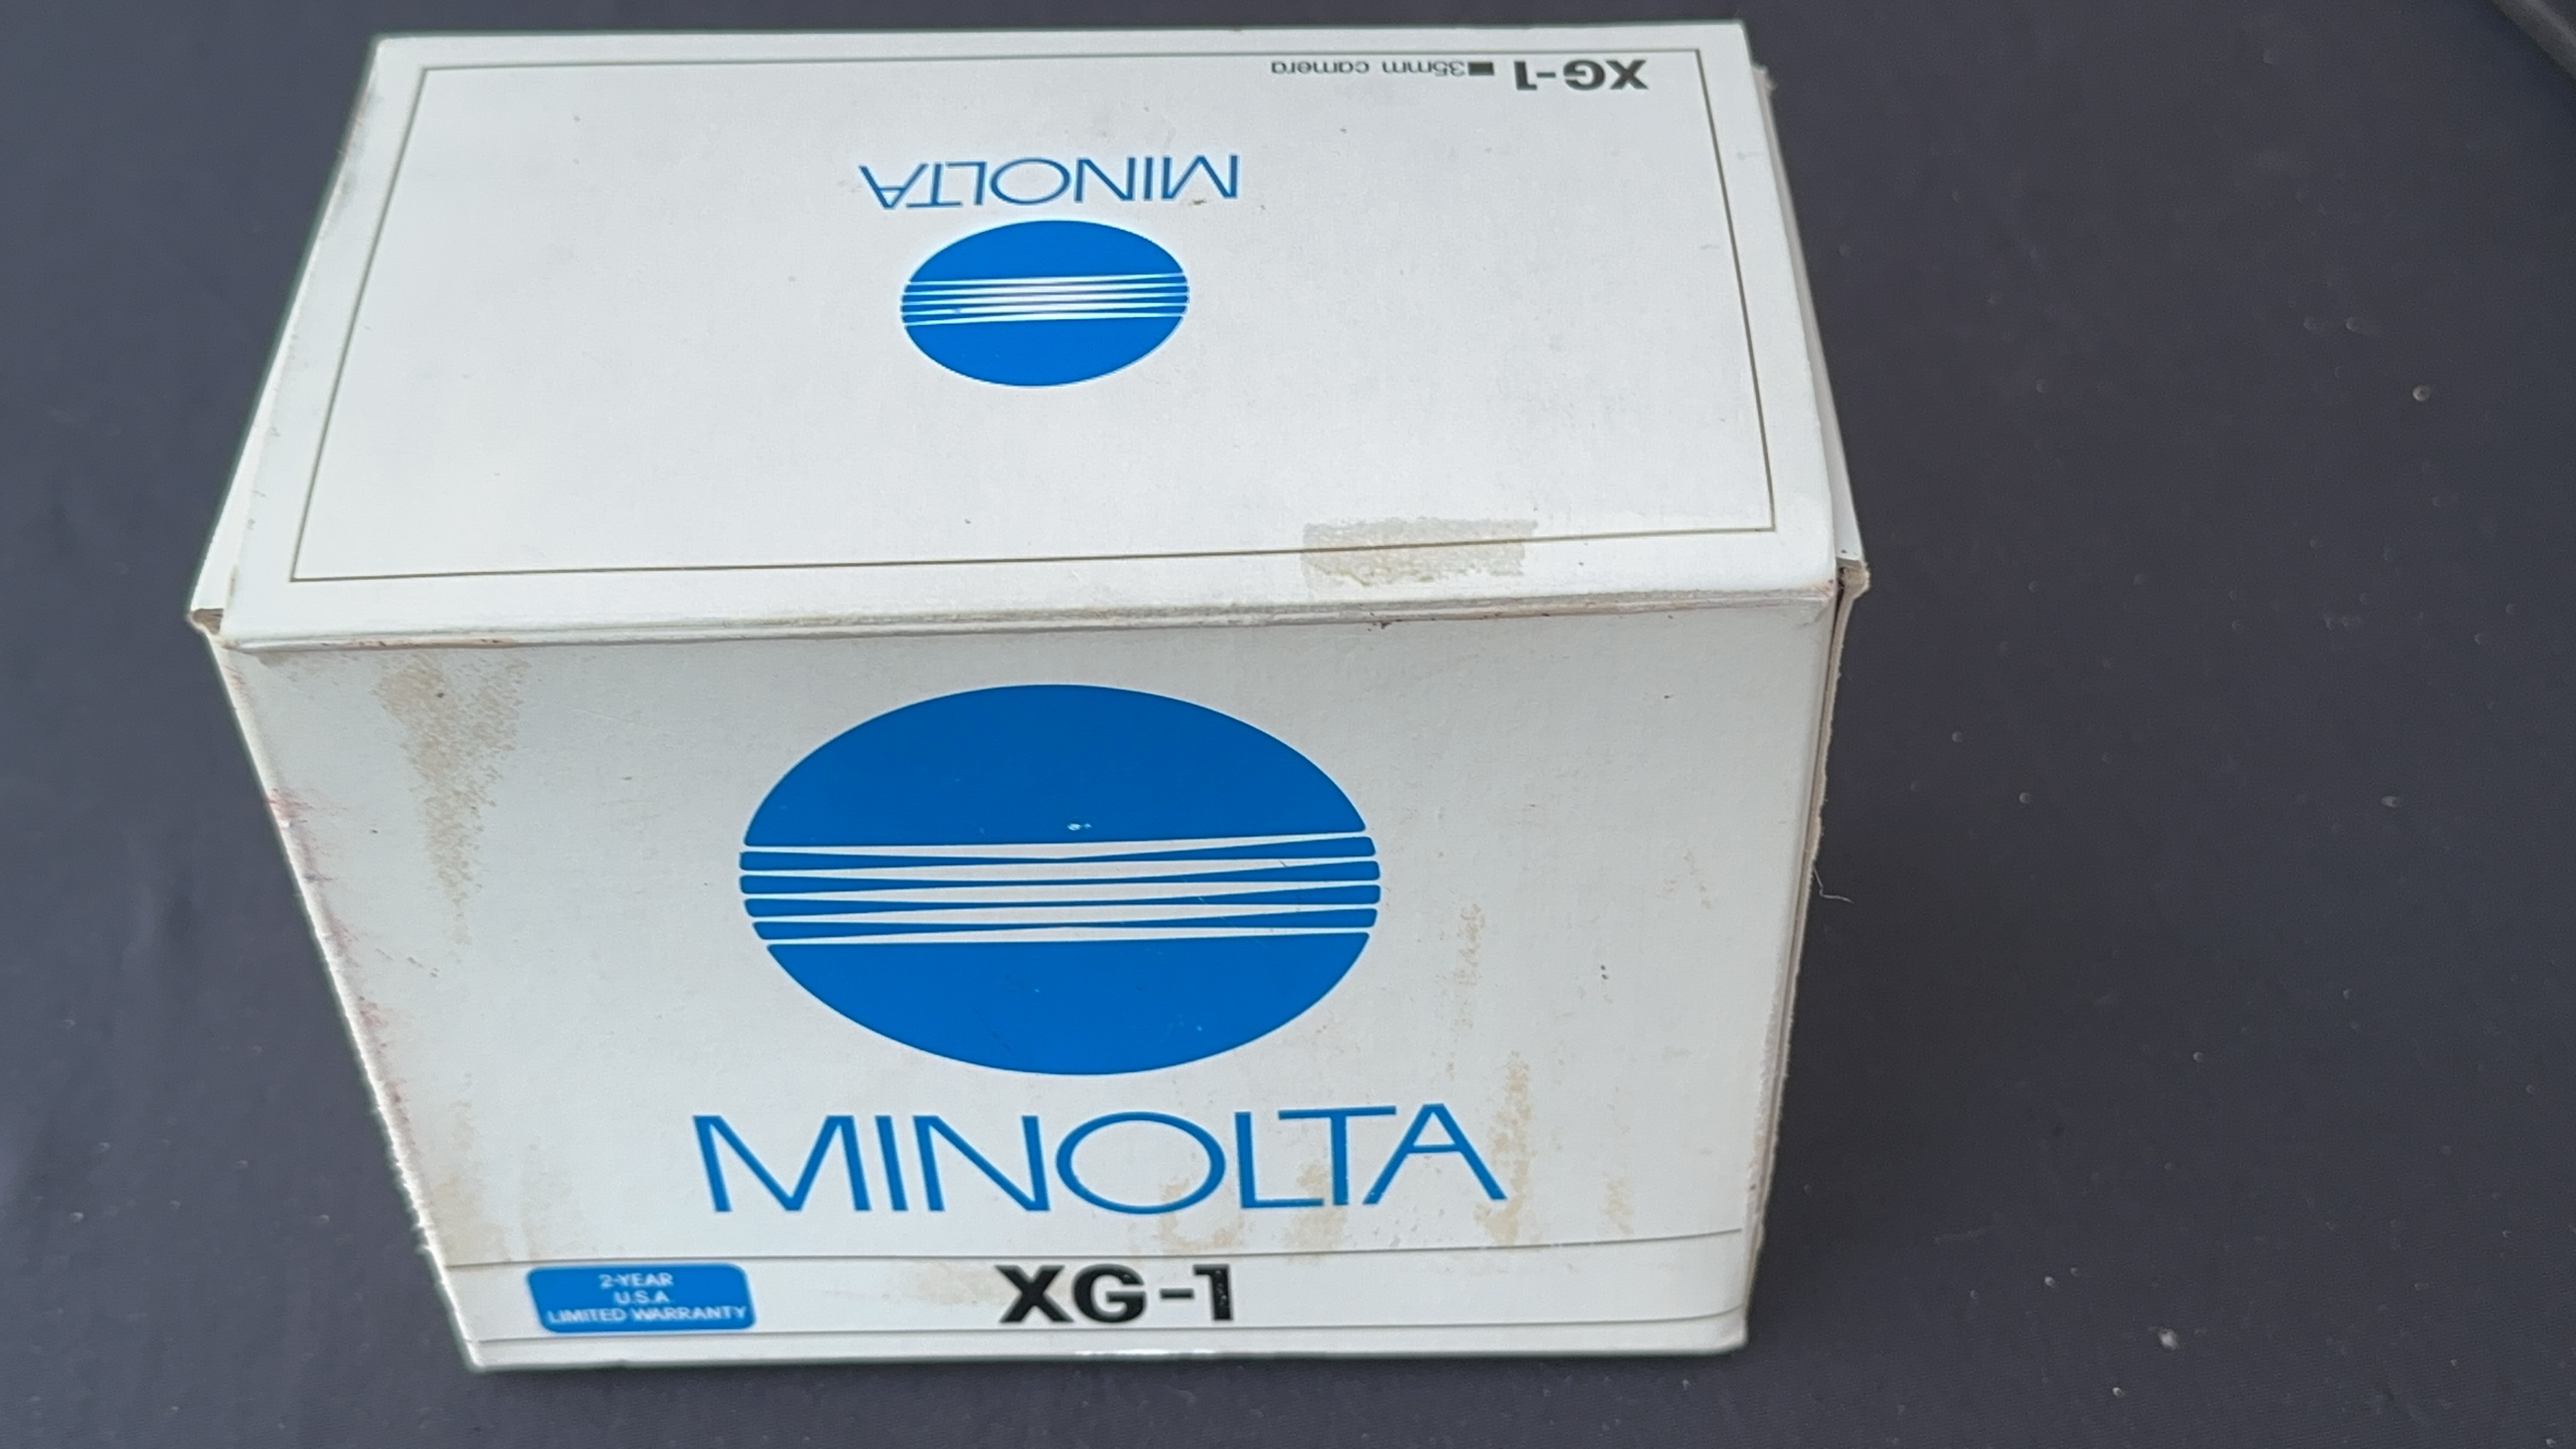 XG-1 ■ 35mm camera
MINOLTA
MINOLTA
2-YEAR
U.S.A.
LIMITED WARRANTY
XG-1